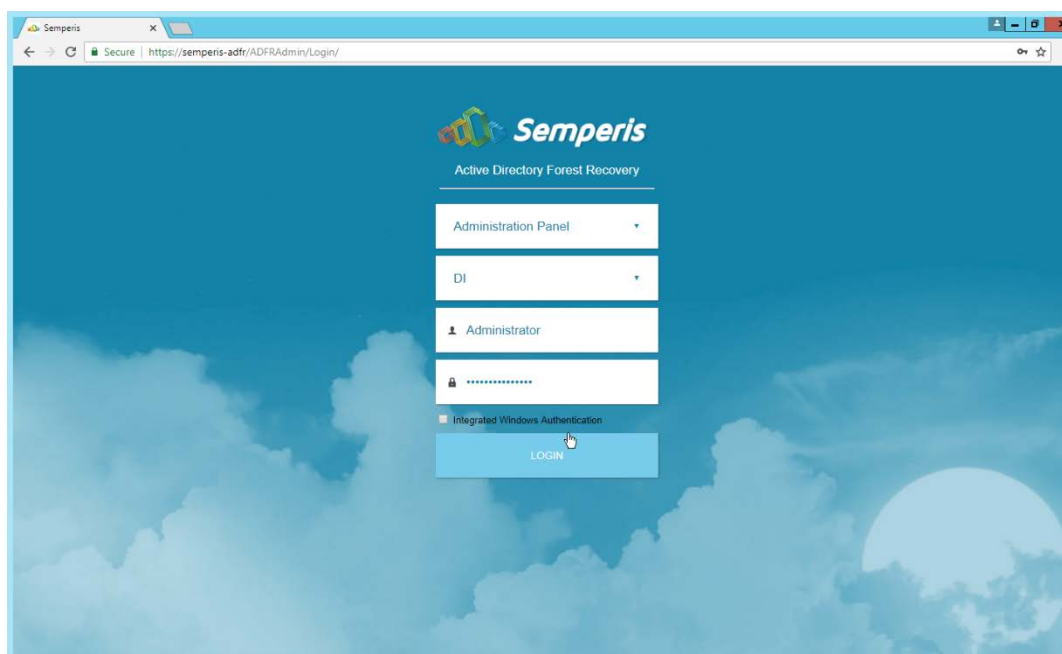 Semperis
Secure | https://semperis-adfr/ADFRAdmin/Login/
Semperis
Active Directory Forest Recovery
Administration Panel
DI
Administrator
•••••••••••••••
Integrated Windows Authentication
LOGIN